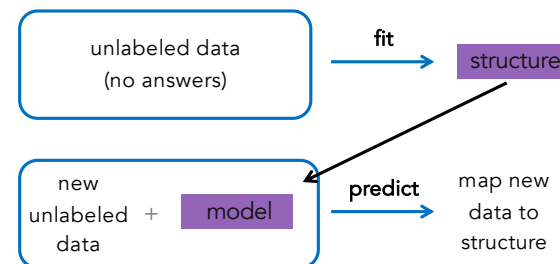 unlabeled data
(no answers)
fit
structure
new
unlabeled
data
+
model
predict
map new
data to
structure